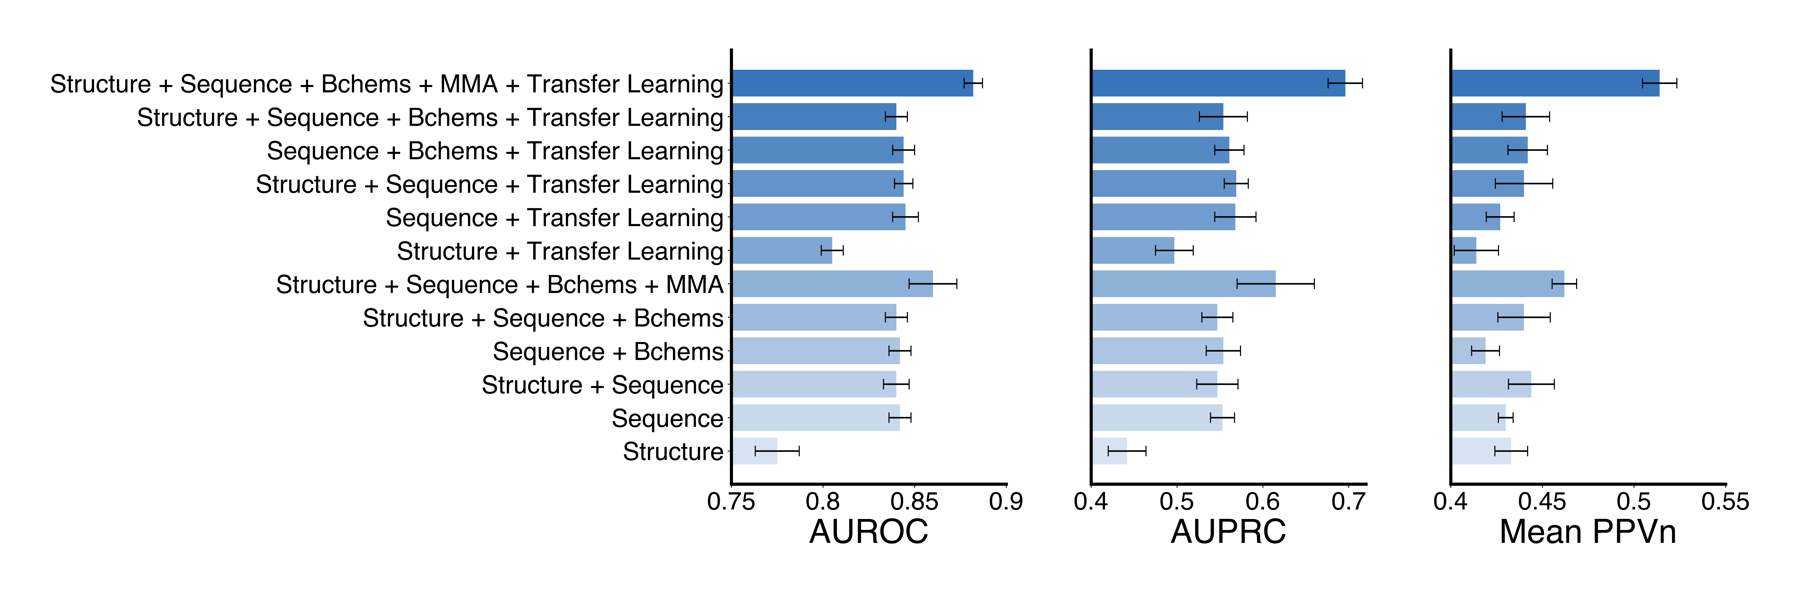 Structure + Sequence + Bchems + MMA + Transfer Learning
Structure + Sequence + Bchems + Transfer Learning
Sequence + Bchems + Transfer Learning
Structure + Sequence + Transfer Learning
Sequence + Transfer Learning
Structure + Transfer Learning
Structure + Sequence + Bchems + MMA
Structure + Sequence + Bchems
Sequence + Bchems
Structure + Sequence
Sequence
Structure
0.75 0.8 0.85 0.9
AUROC
0.4 0.5 0.6 0.7
AUPRC
0.4 0.45 0.5 0.55
Mean PPVn